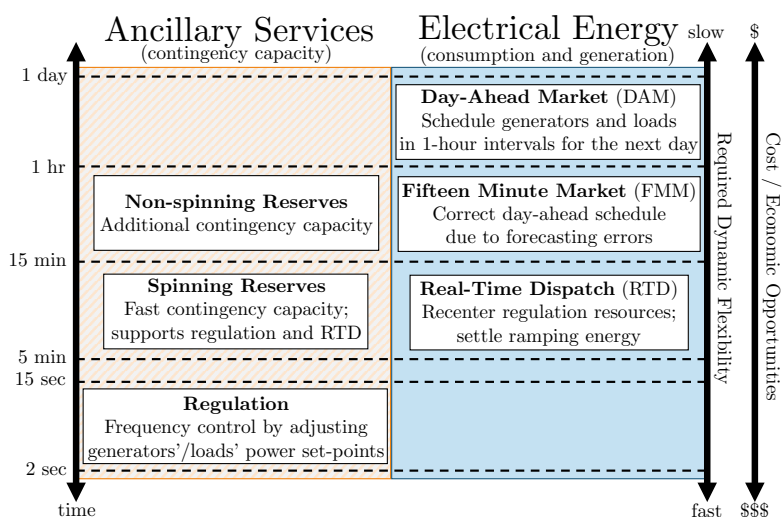 Ancillary Services
(contingency capacity)
Electrical Energy
(consumption and generation)
slow
$
1 day
1 hr
15 min
5 min
15 sec
2 sec
time
Non-spinning Reserves
Additional contingency capacity
Spinning Reserves
Fast contingency capacity;
supports regulation and RTD
Regulation
Frequency control by adjusting
generators'/loads' power set-points
Day-Ahead Market (DAM)
Schedule generators and loads
in 1-hour intervals for the next day
Fifteen Minute Market (FMM)
Correct day-ahead schedule
due to forecasting errors
Real-Time Dispatch (RTD)
Recenter regulation resources;
settle ramping energy
Required Dynamic Flexibility
Cost / Economic Opportunities
fast
$$$